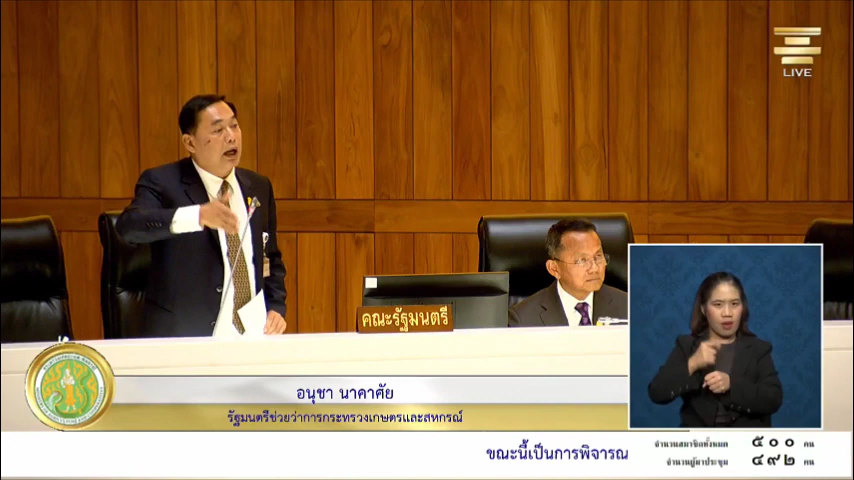 LIVE
คณะรัฐมนตรี
อนุชา นาคาศัย
รัฐมนตรีช่วยว่าการกระทรวงเกษตรและสหกรณ์
ขณะนี้เป็นการพิจารณ
จำนวนสมาชิกทั้งหมด ๕๐๐ คน
จำนวนผู้มาประชุม ๔๙๒ คน